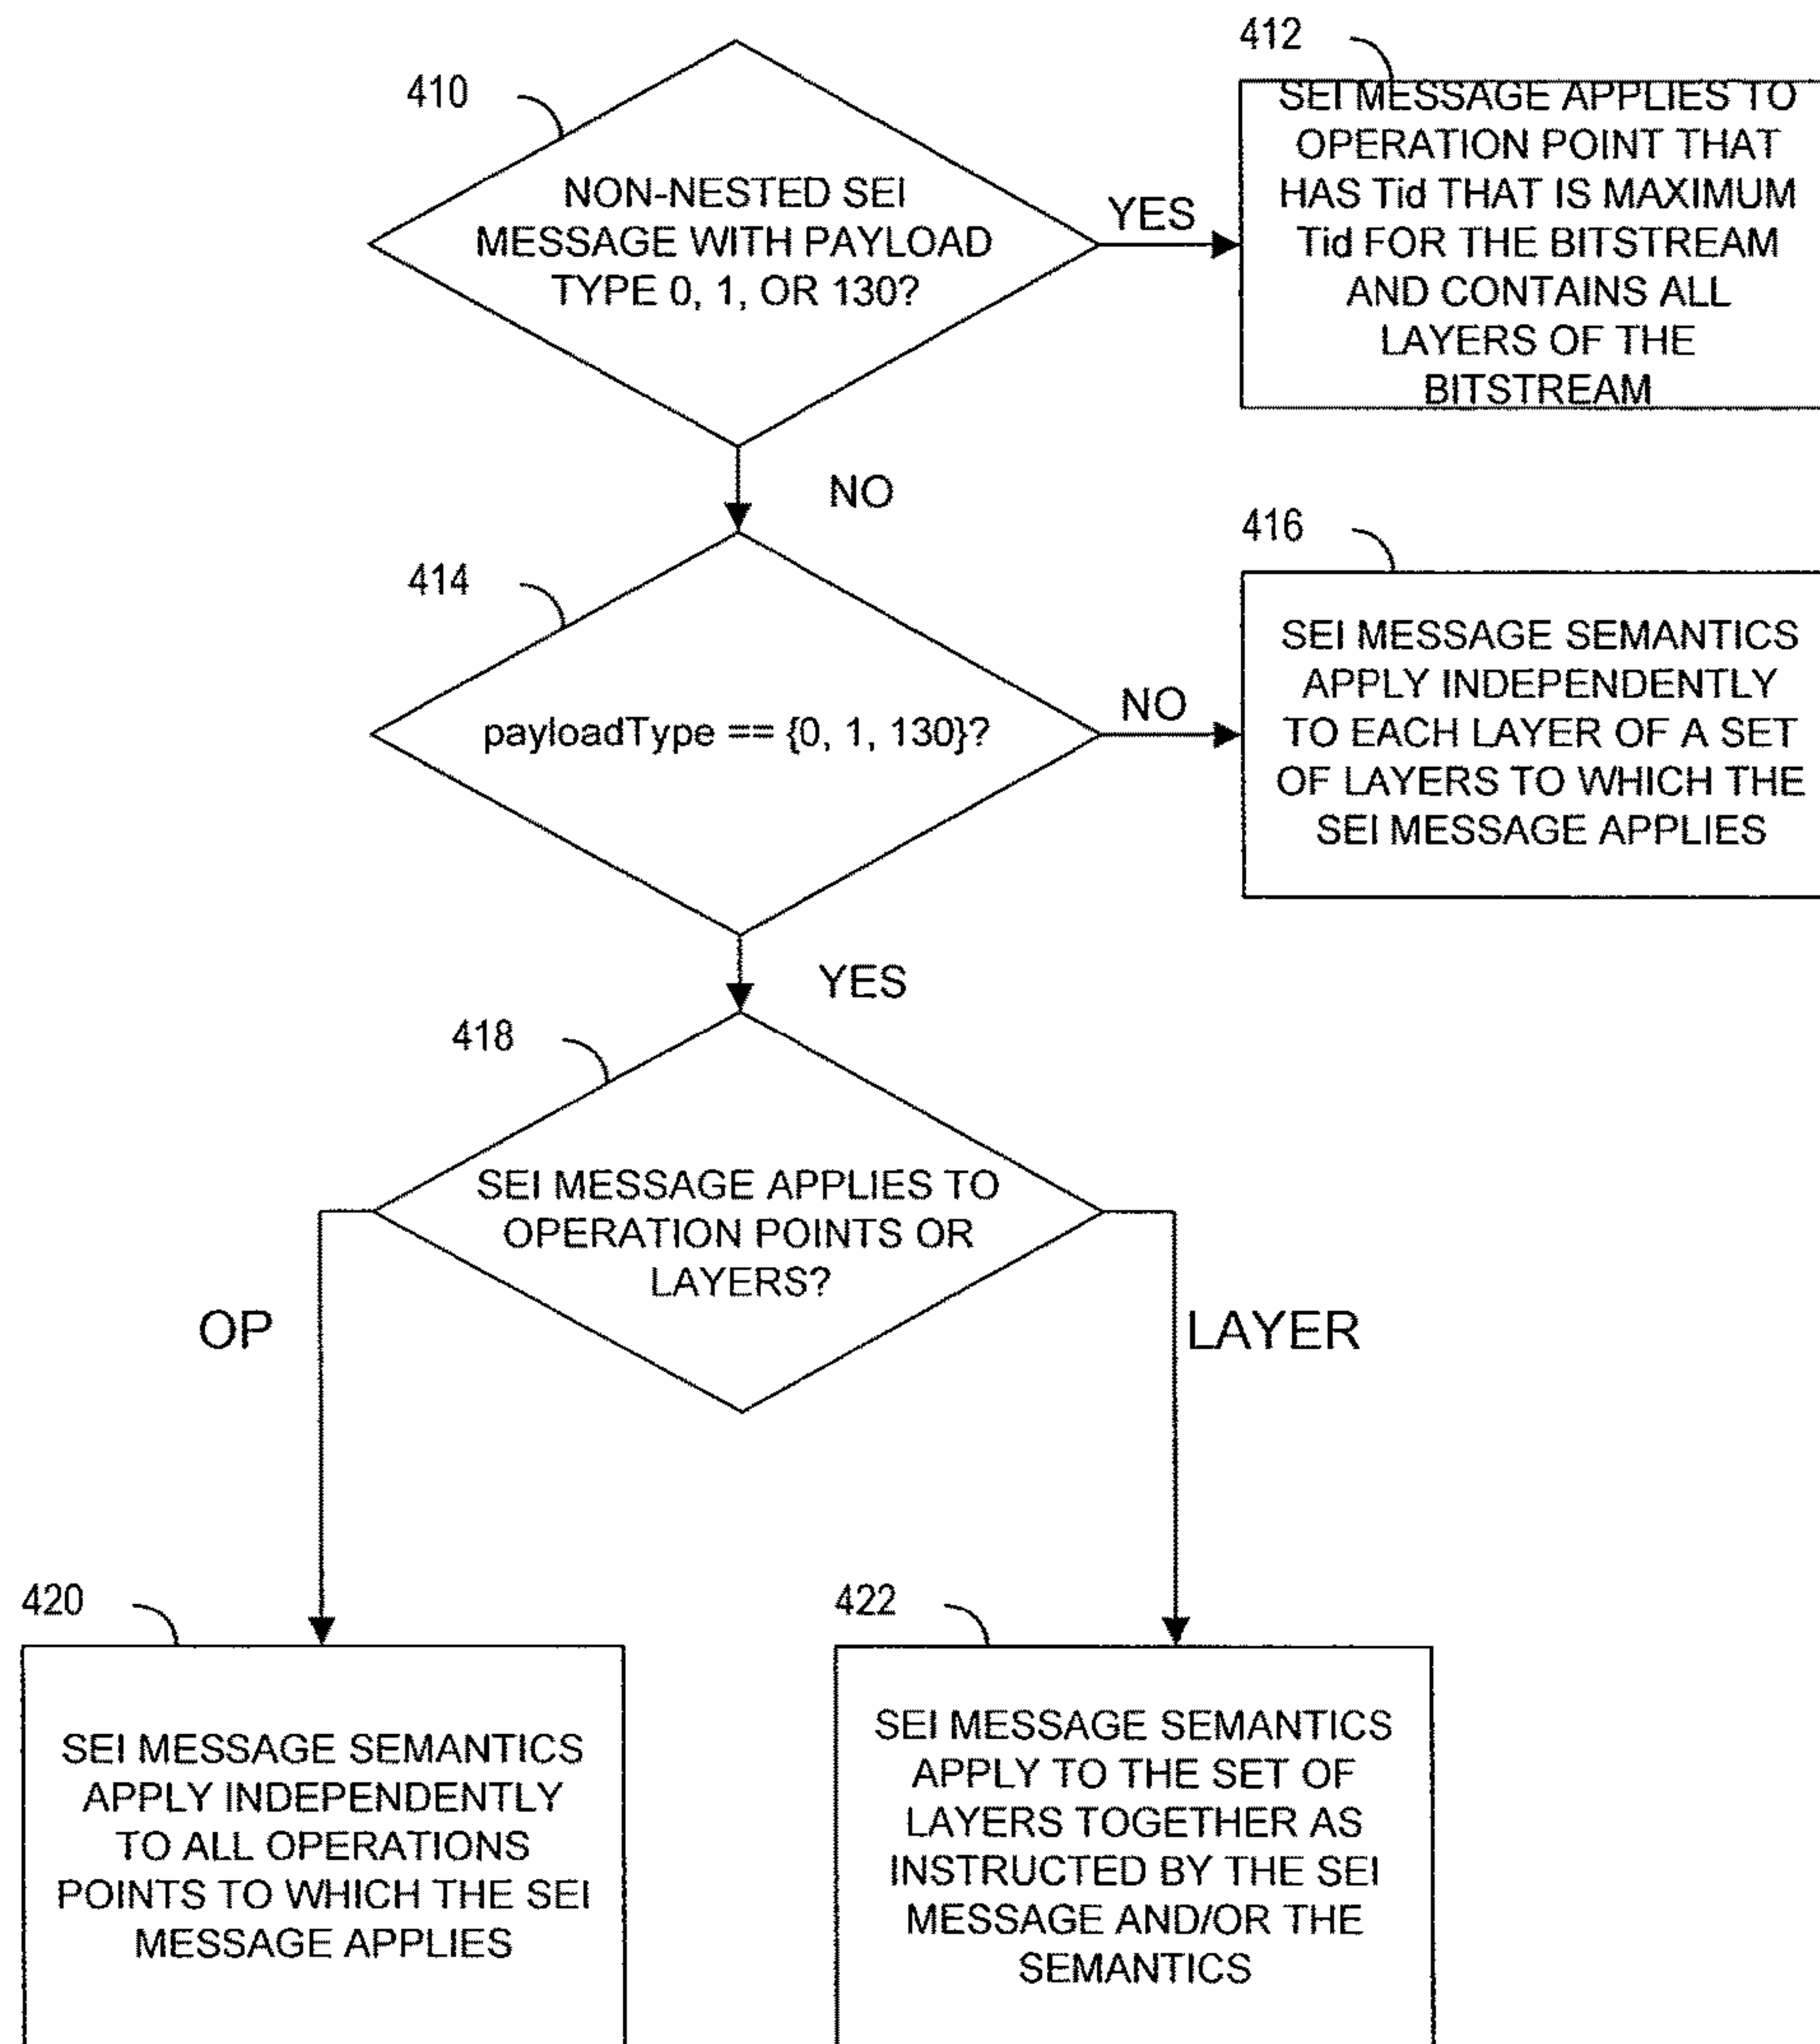 412
410
SEI MESSAGE APPLIES TO
OPERATION POINT THAT
HAS Tid THAT IS MAXIMUM
Tid FOR THE BITSTREAM
AND CONTAINS ALL
LAYERS OF THE
BITSTREAM
NON-NESTED SEI
MESSAGE WITH PAYLOAD
TYPE 0, 1, OR 130?
YES
NO
416
414
SEI MESSAGE SEMANTICS
APPLY INDEPENDENTLY
TO EACH LAYER OF A SET
OF LAYERS TO WHICH THE
SEI MESSAGE APPLIES
payloadType == {0, 1, 130}?
NO
YES
418
SEI MESSAGE APPLIES TO
OPERATION POINTS OR
LAYERS?
OP
LAYER
420
SEI MESSAGE SEMANTICS
APPLY INDEPENDENTLY
TO ALL OPERATIONS
POINTS TO WHICH THE SEI
MESSAGE APPLIES
422
SEI MESSAGE SEMANTICS
APPLY TO THE SET OF
LAYERS TOGETHER AS
INSTRUCTED BY THE SEI
MESSAGE AND/OR THE
SEMANTICS